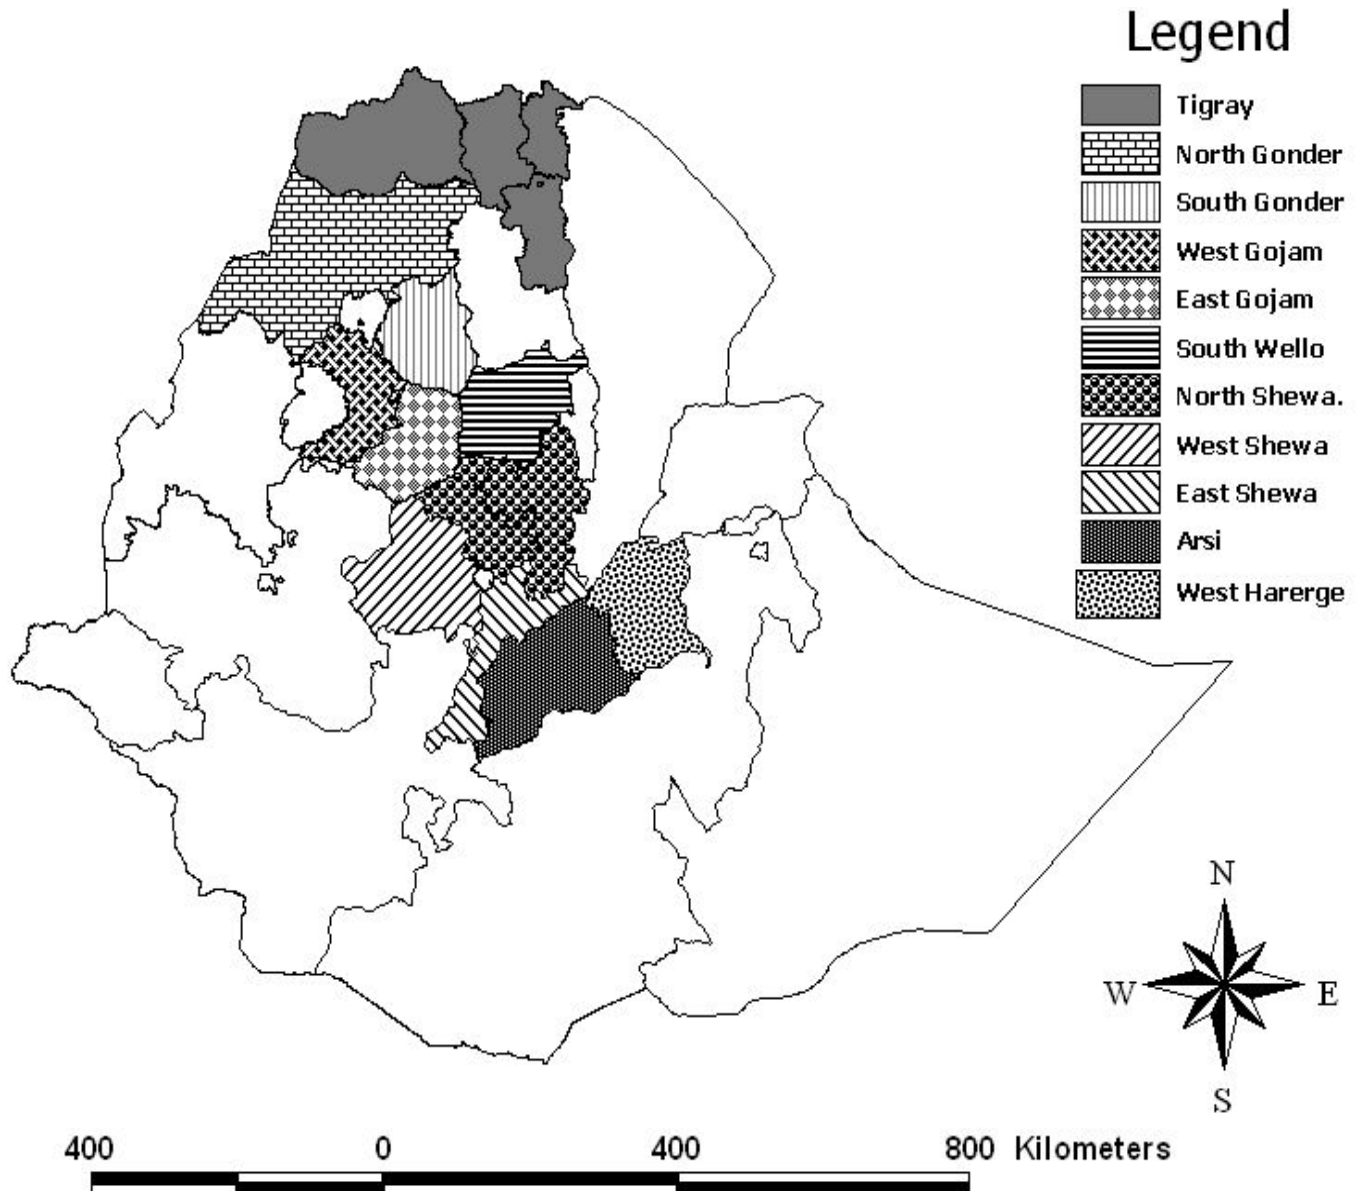 Legend
Tigray
North Gonder
South Gonder
West Gojam
East Gojam
South Wello
North Shewa.
West Shewa
East Shewa
Arsi
West Harerge
N
W E
S
400 0 400 800 Kilometers